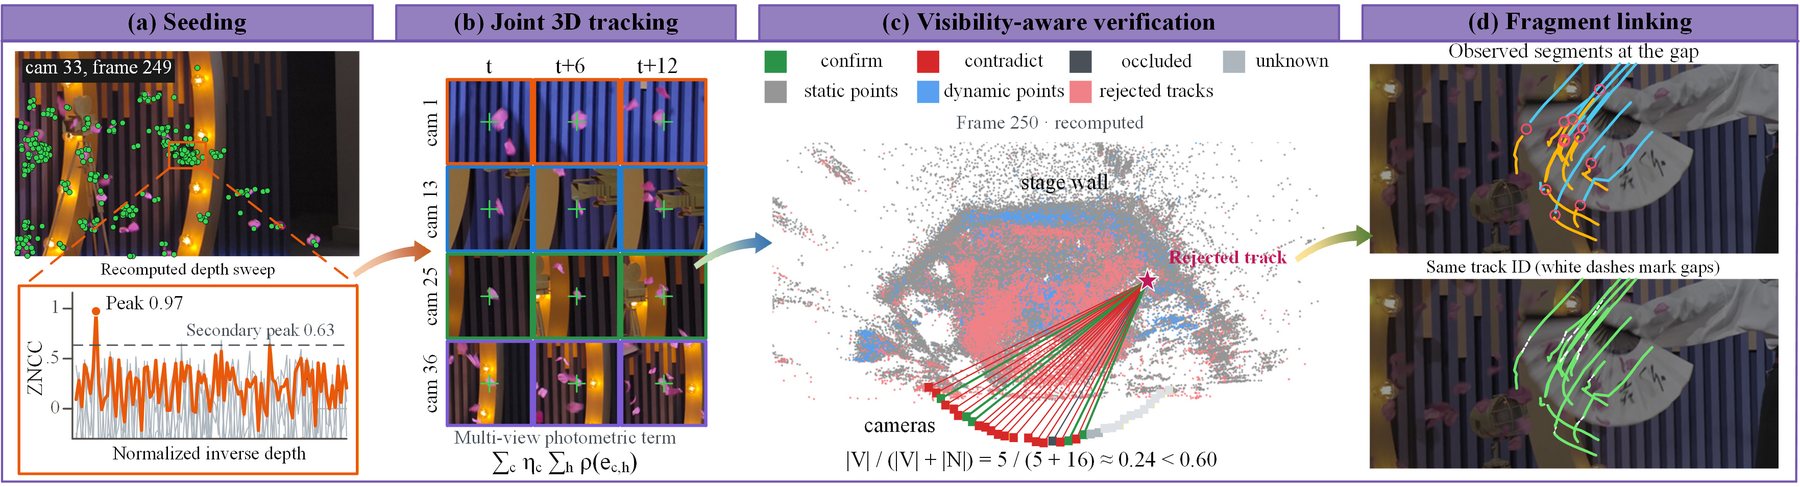 (a) Seeding
cam 33, frame 249
Recomputed depth sweep
1
Peak 0.97
Secondary peak 0.63
.5
0
ZNCC
Normalized inverse depth
(b) Joint 3D tracking
t t+6 t+12
cam 1
cam 13
cam 25
cam 36
Multi-view photometric term
∑c ηc ∑h ρ(ec,h)
(c) Visibility-aware verification
confirm contradict occluded unknown
static points dynamic points rejected tracks
Frame 250 · recomputed
stage wall
Rejected track
cameras
|V| / (|V| + |N|) = 5 / (5 + 16) ≈ 0.24 < 0.60
(d) Fragment linking
Observed segments at the gap
Same track ID (white dashes mark gaps)